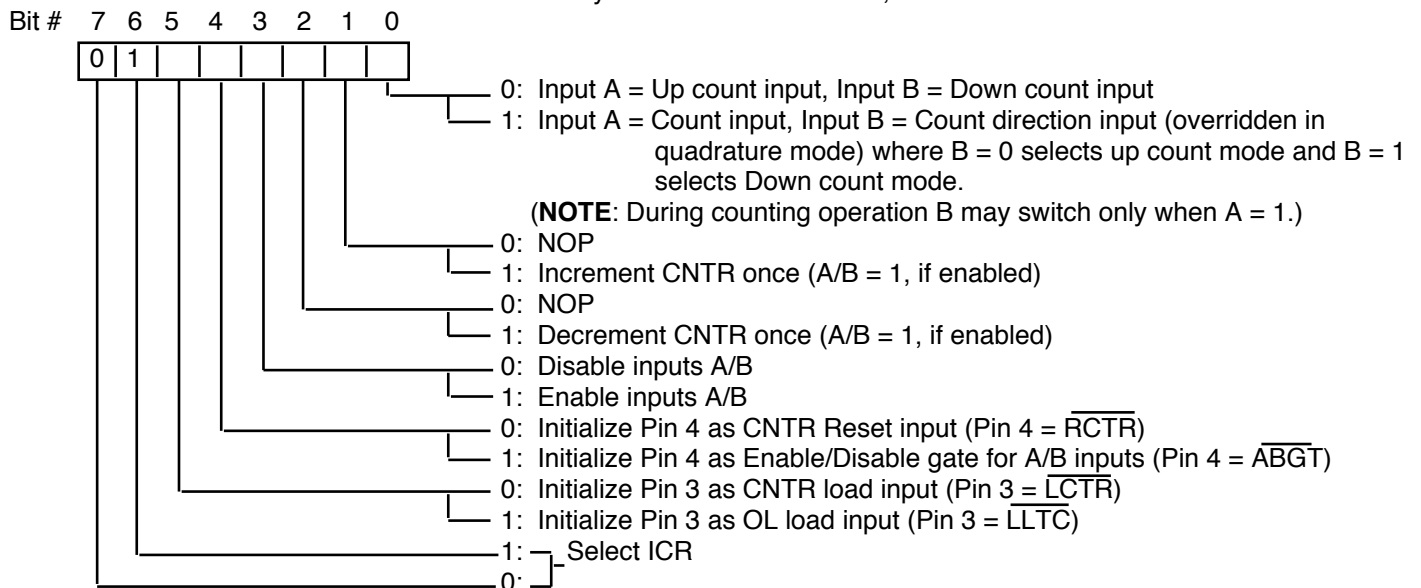 Bit # 7 6 5 4 3 2 1 0
0 1
0: Input A = Up count input, Input B = Down count input
1: Input A = Count input, Input B = Count direction input (overridden in
quadrature mode) where B = 0 selects up count mode and B = 1
selects Down count mode.
(NOTE: During counting operation B may switch only when A = 1.)
0: NOP
1: Increment CNTR once (A/B = 1, if enabled)
0: NOP
1: Decrement CNTR once (A/B = 1, if enabled)
0: Disable inputs A/B
1: Enable inputs A/B
0: Initialize Pin 4 as CNTR Reset input (Pin 4 = R̅C̅T̅R̅)
1: Initialize Pin 4 as Enable/Disable gate for A/B inputs (Pin 4 = A̅B̅G̅T̅)
0: Initialize Pin 3 as CNTR load input (Pin 3 = L̅C̅T̅R̅)
1: Initialize Pin 3 as OL load input (Pin 3 = L̅L̅T̅C̅)
1: Select ICR
0: